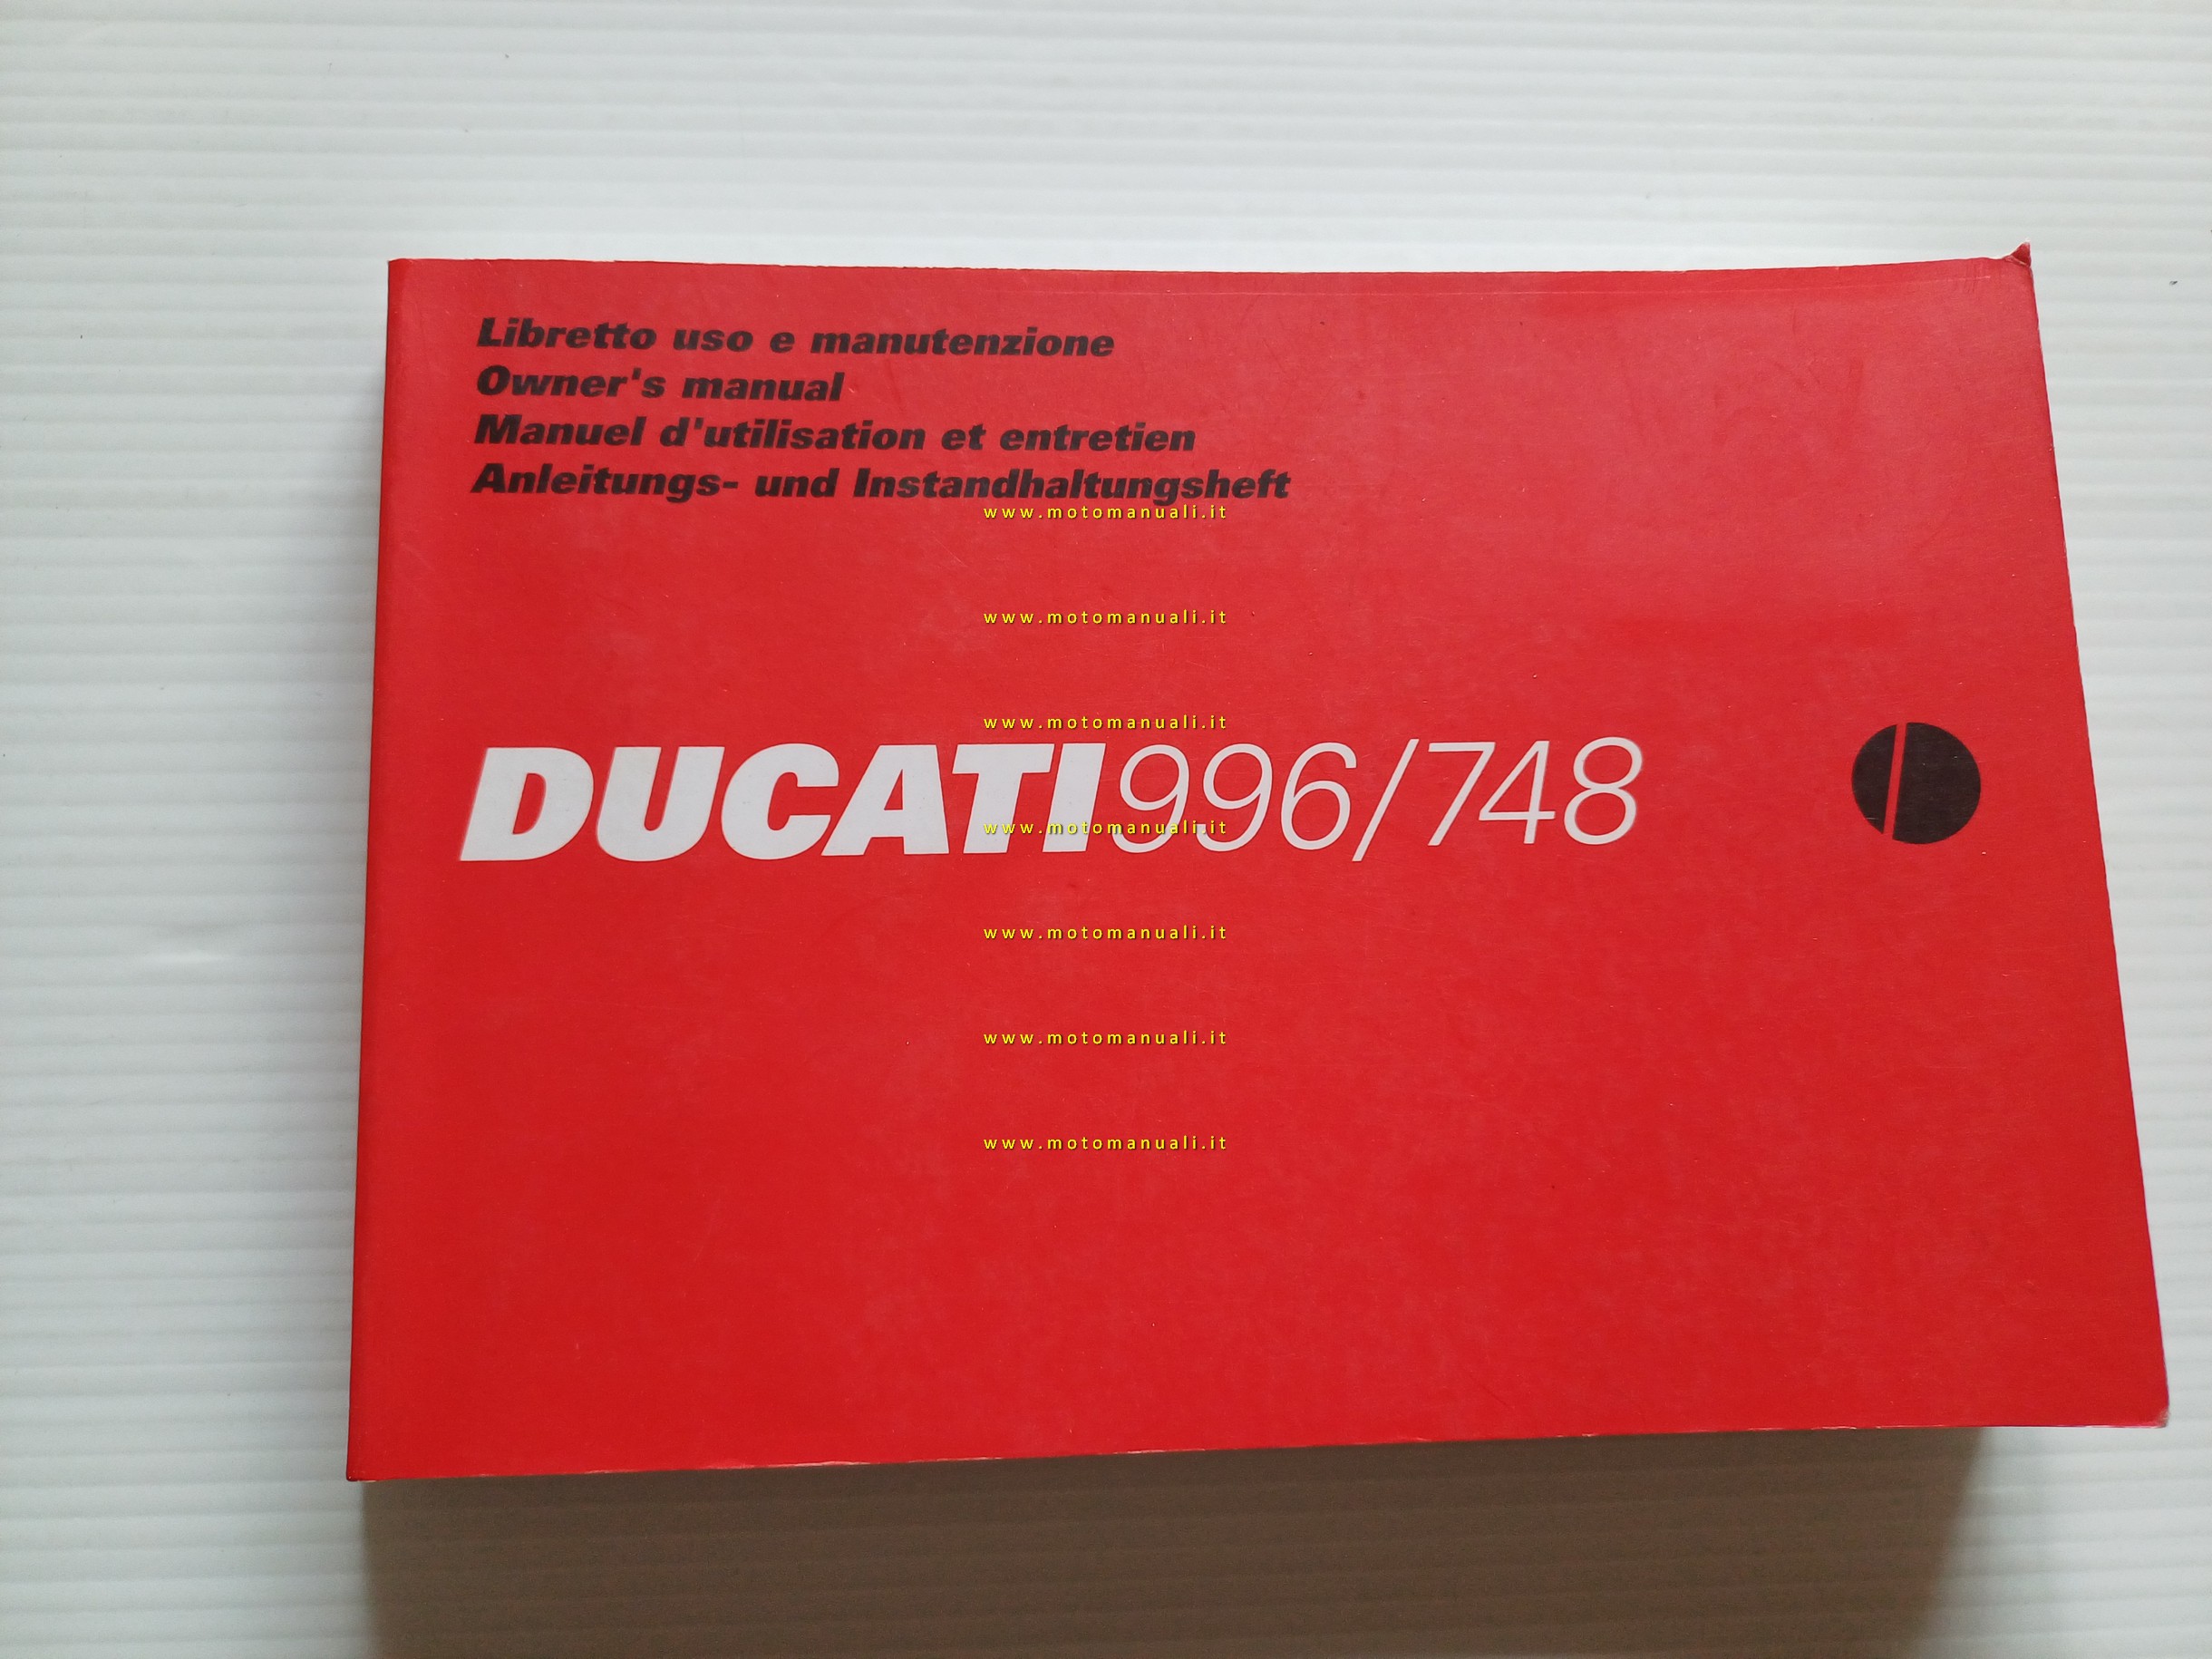 Libretto uso e manutenzione
Owner's manual
Manuel d'utilisation et entretien
Anleitungs- und Instandhaltungsheft
www.motomanuali.it
www.motomanuali.it
www.motomanuali.it
DUCATI996/748
www.motomanuali.it
www.motomanuali.it
www.motomanuali.it
www.motomanuali.it